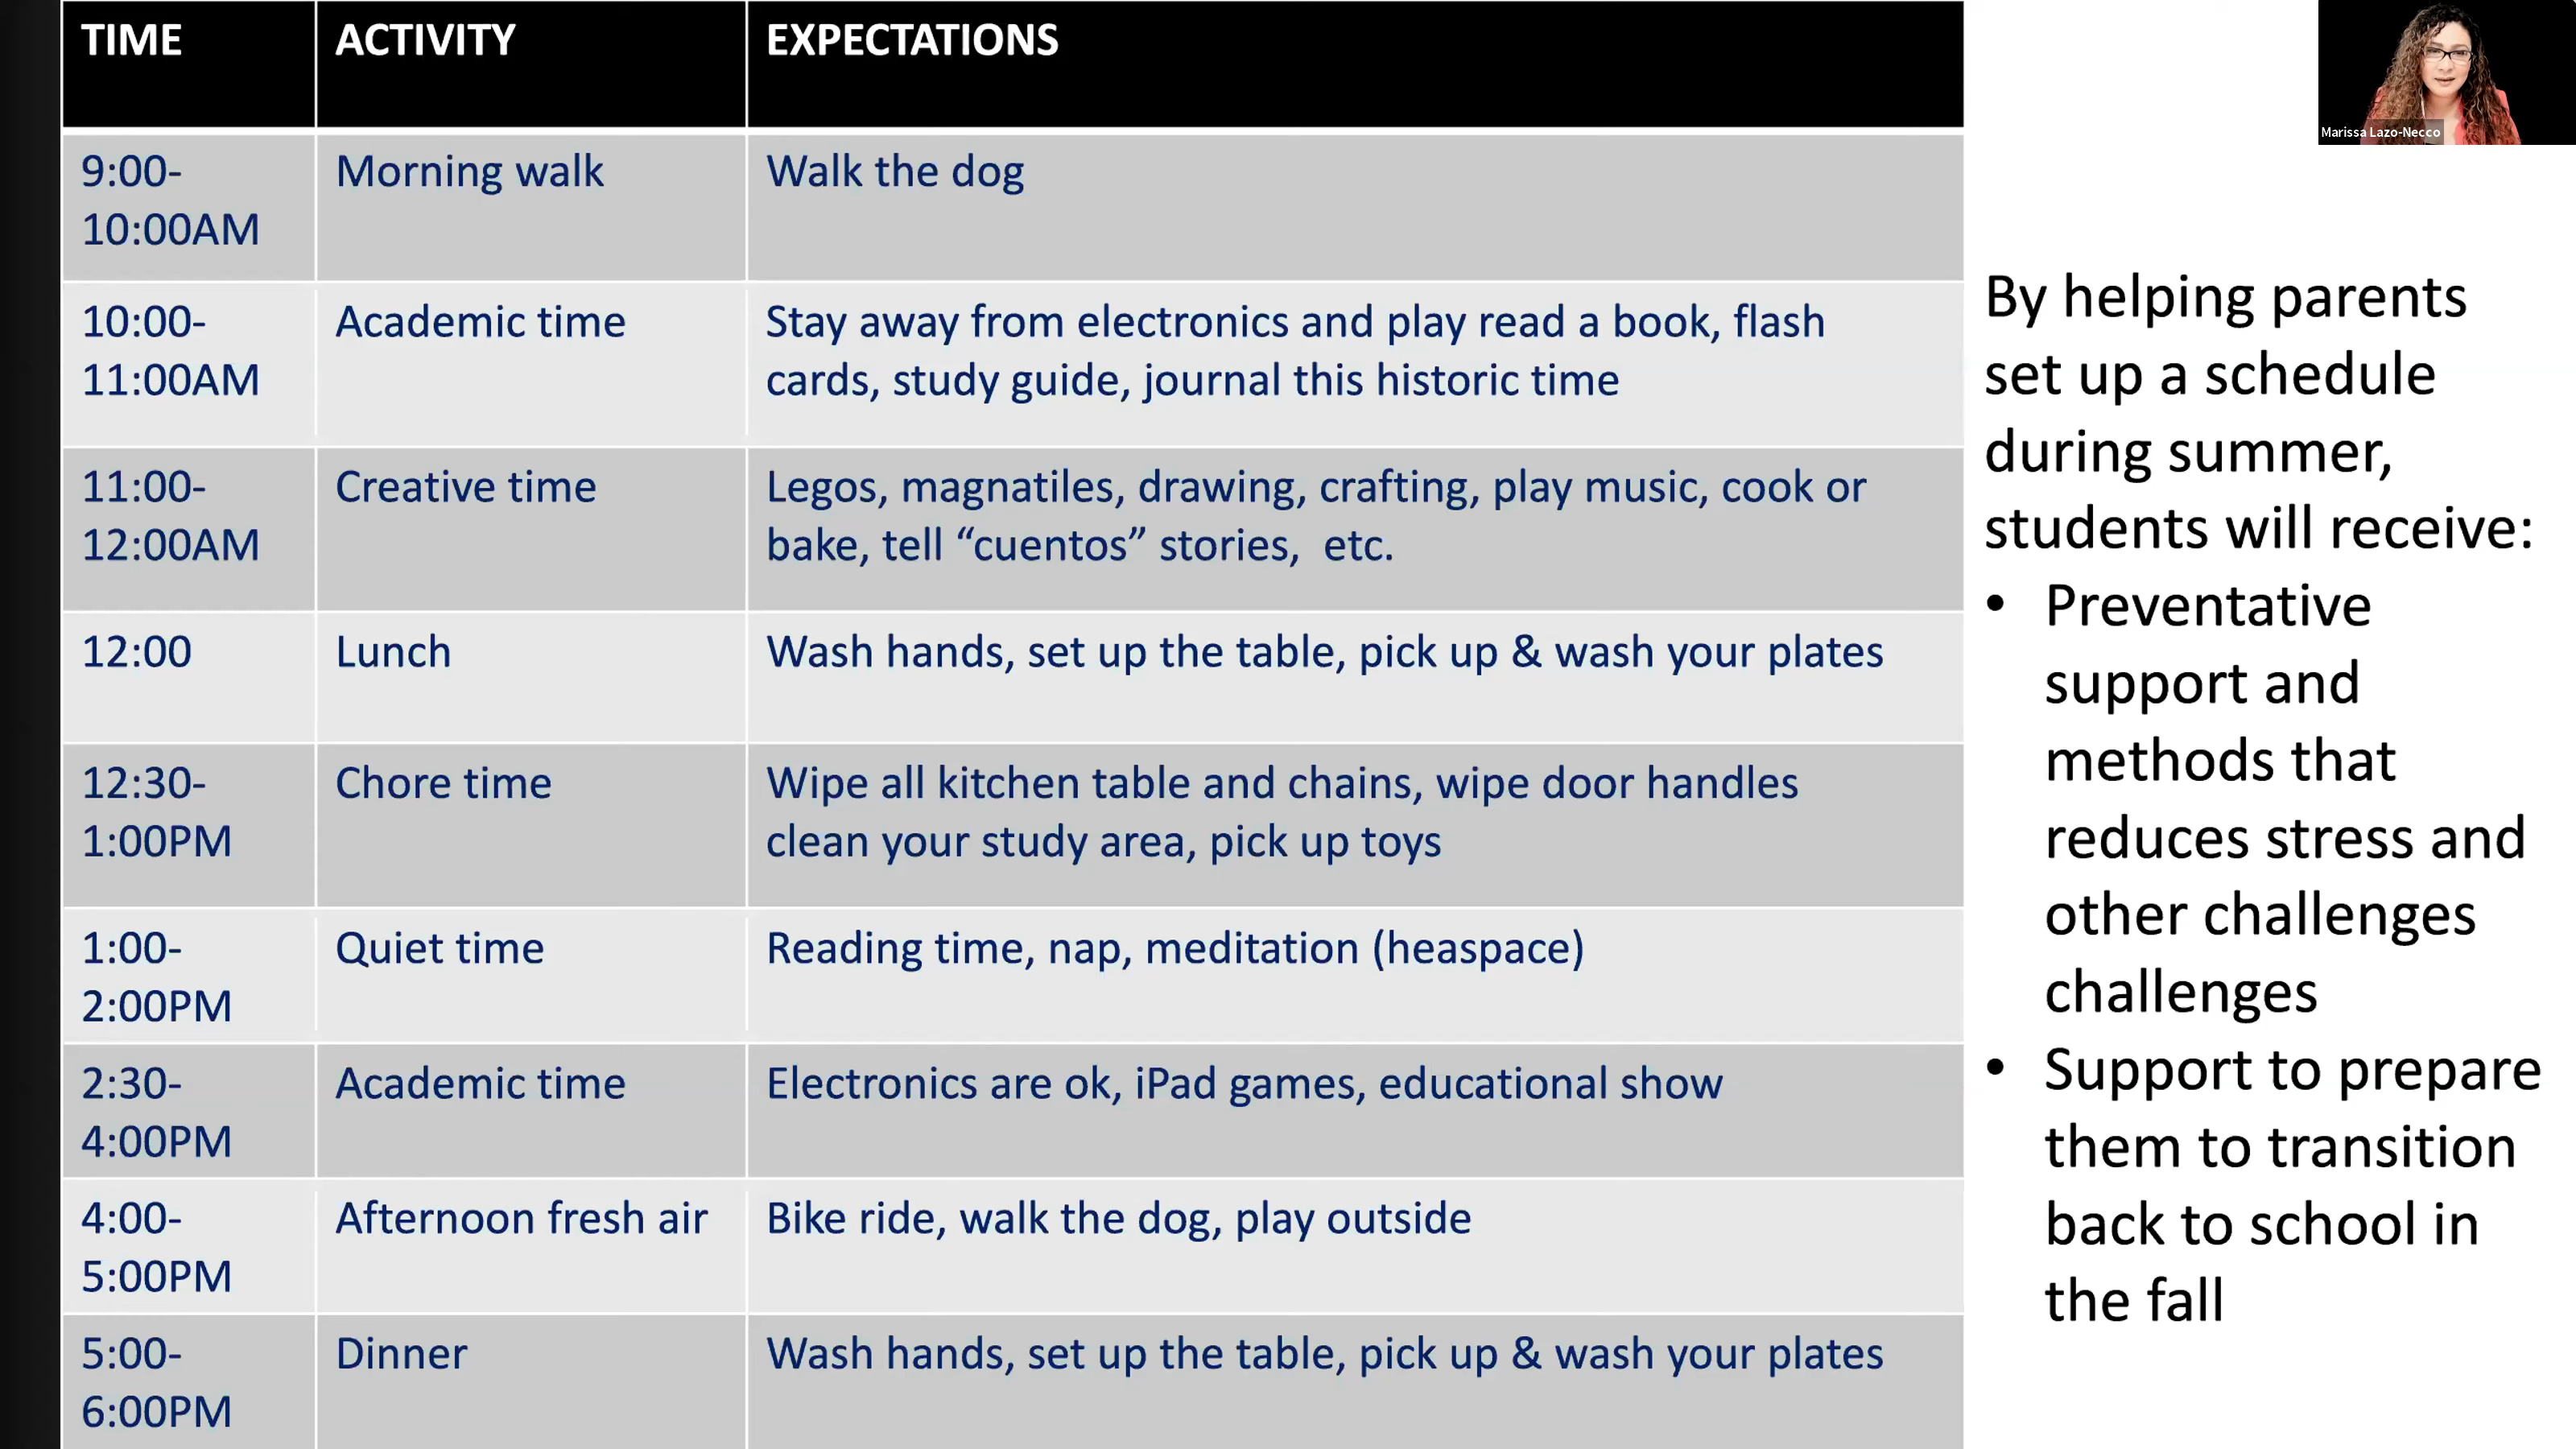 TIME ACTIVITY EXPECTATIONS
9:00- Morning walk Walk the dog
10:00AM
10:00- Academic time Stay away from electronics and play read a book, flash
11:00AM cards, study guide, journal this historic time
11:00- Creative time Legos, magnatiles, drawing, crafting, play music, cook or
12:00AM bake, tell “cuentos” stories, etc.
12:00 Lunch Wash hands, set up the table, pick up & wash your plates
12:30- Chore time Wipe all kitchen table and chains, wipe door handles
1:00PM clean your study area, pick up toys
1:00- Quiet time Reading time, nap, meditation (heaspace)
2:00PM
2:30- Academic time Electronics are ok, iPad games, educational show
4:00PM
4:00- Afternoon fresh air Bike ride, walk the dog, play outside
5:00PM
5:00- Dinner Wash hands, set up the table, pick up & wash your plates
6:00PM
Marissa Lazo-Necco
By helping parents
set up a schedule
during summer,
students will receive:
• Preventative
support and
methods that
reduces stress and
other challenges
challenges
• Support to prepare
them to transition
back to school in
the fall